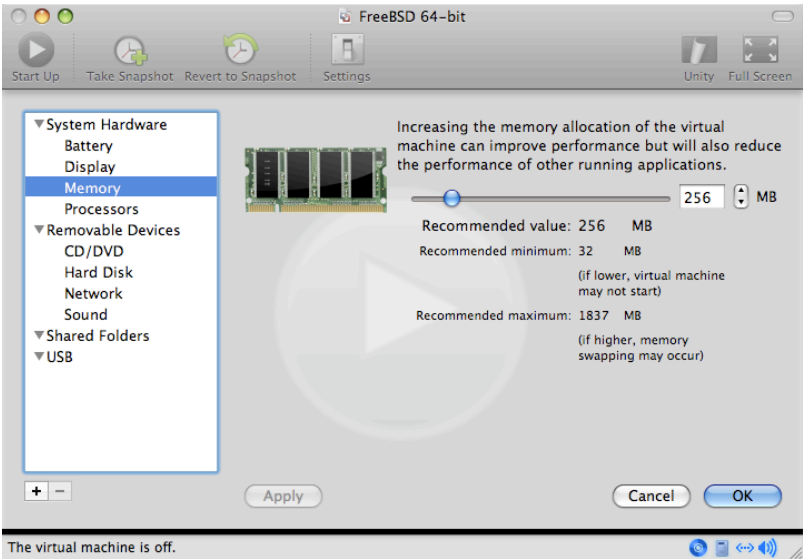 FreeBSD 64-bit
Start Up Take Snapshot Revert to Snapshot Settings Unity Full Screen
System Hardware
Battery
Display
Memory
Processors
Removable Devices
CD/DVD
Hard Disk
Network
Sound
Shared Folders
USB
Increasing the memory allocation of the virtual
machine can improve performance but will also reduce
the performance of other running applications.
256 MB
Recommended value: 256 MB
Recommended minimum: 32 MB
(if lower, virtual machine
may not start)
Recommended maximum: 1837 MB
(if higher, memory
swapping may occur)
+ −
Apply Cancel OK
The virtual machine is off.